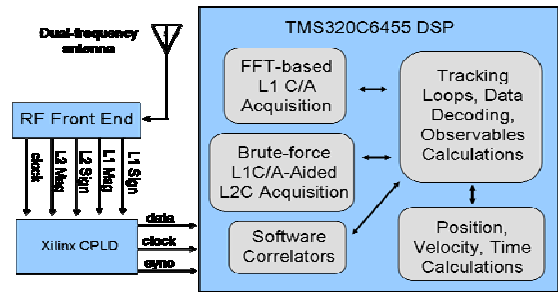 Dual-frequency
antenna
RF Front End
clock
L2 Mag
L2 Sign
L1 Mag
L1 Sign
Xilinx CPLD
data
clock
sync
TMS320C6455 DSP
FFT-based
L1 C/A
Acquisition
Brute-force
L1C/A-Aided
L2C Acquisition
Software
Correlators
Tracking
Loops, Data
Decoding,
Observables
Calculations
Position,
Velocity, Time
Calculations